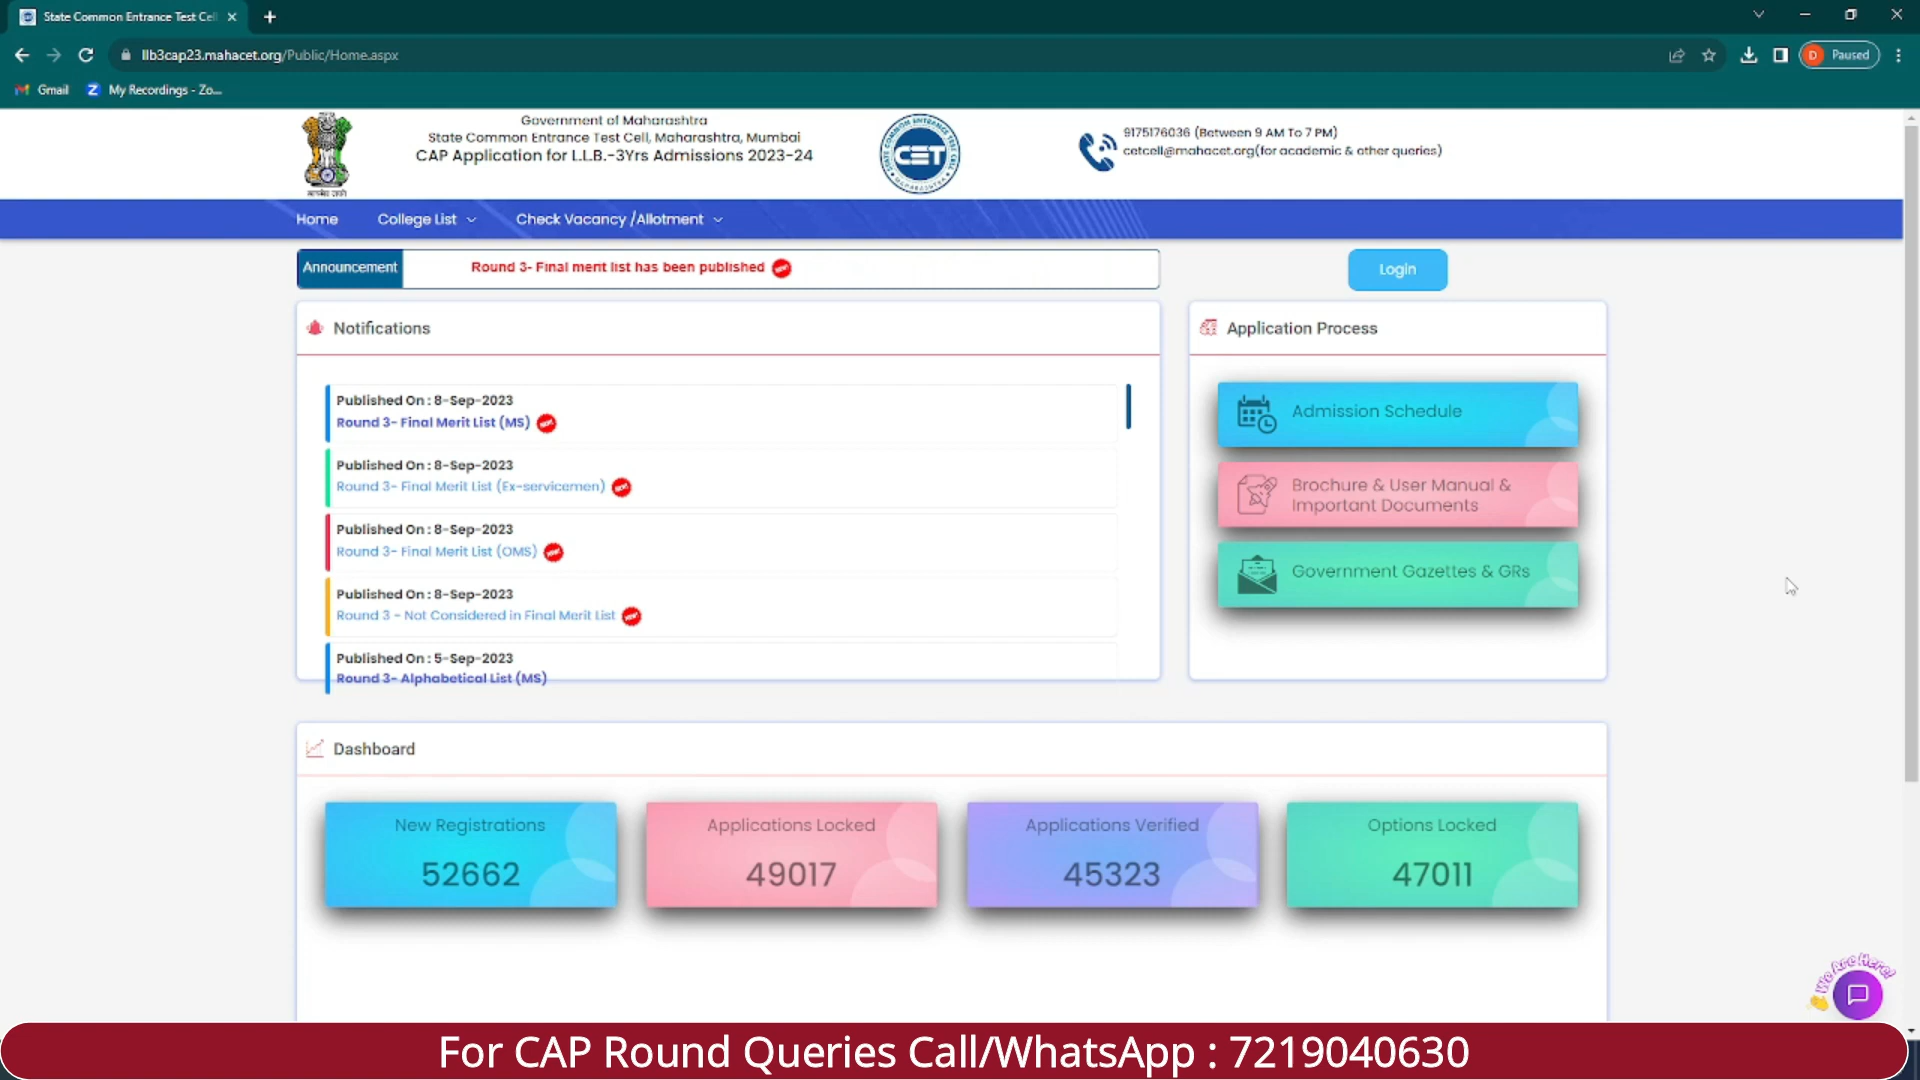 State Common Entrance Test Cel
llb3cap23.mahacet.org/Public/Home.aspx
D Paused
Gmail
My Recordings - Zo...
Government of Maharashtra
State Common Entrance Test Cell, Maharashtra, Mumbai
CAP Application for L.L.B.-3Yrs Admissions 2023-24
CET
9175176036 (Between 9 AM To 7 PM)
cetcell@mahacet.org(for academic & other queries)
Home
College List
Check Vacancy /Allotment
Announcement
Round 3- Final merit list has been published
Login
Notifications
Published On : 8-Sep-2023
Round 3- Final Merit List (MS)
Published On : 8-Sep-2023
Round 3- Final Merit List (Ex-servicemen)
Published On : 8-Sep-2023
Round 3- Final Merit List (OMS)
Published On : 8-Sep-2023
Round 3 - Not Considered in Final Merit List
Published On : 5-Sep-2023
Round 3- Alphabetical List (MS)
Application Process
Admission Schedule
Brochure & User Manual &
Important Documents
Government Gazettes & GRs
Dashboard
New Registrations
52662
Applications Locked
49017
Applications Verified
45323
Options Locked
47011
We Are Here!
For CAP Round Queries Call/WhatsApp : 7219040630